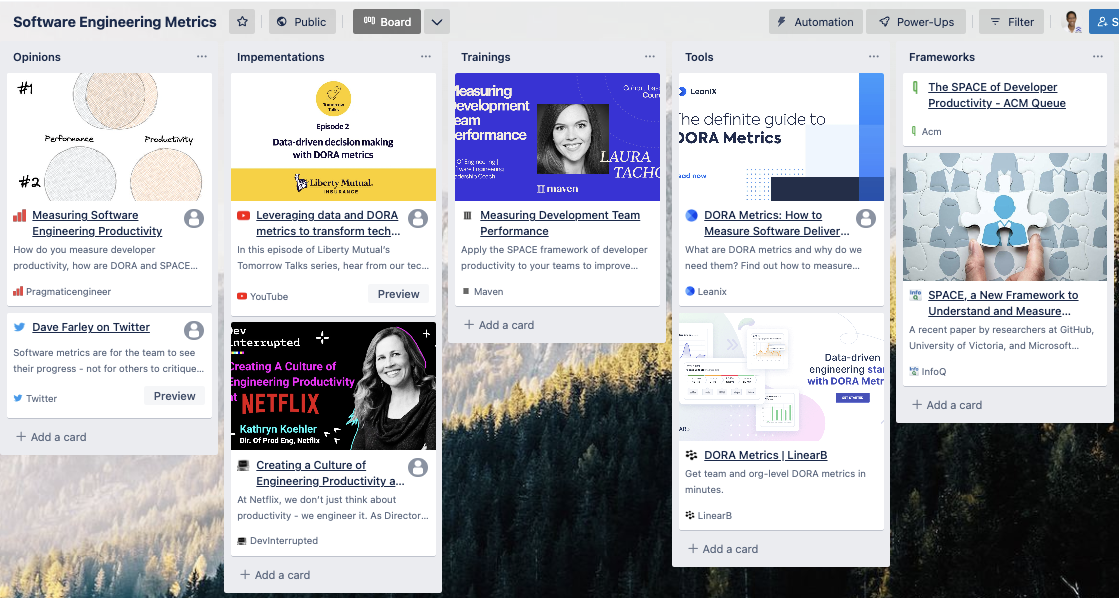 Software Engineering Metrics
Public
Board
Automation
Power-Ups
Filter
S
Opinions
#1
Performance
Productivity
#2
Measuring Software
Engineering Productivity
How do you measure developer
productivity, how are DORA and SPACE...
Pragmaticengineer
Dave Farley on Twitter
Software metrics are for the team to see
their progress - not for others to critique...
Twitter
Preview
+ Add a card
Impementations
Tomorrow
Talks
Episode 2
Data-driven decision making
with DORA metrics
Liberty Mutual.
INSURANCE
Leveraging data and DORA
metrics to transform tech...
In this episode of Liberty Mutual's
Tomorrow Talks series, hear from our tec...
YouTube
Preview
Dev
Interrupted
Creating A Culture of
Engineering Productivity
at
NETFLIX
Kathryn Koehler
Dir. Of Prod Eng, Netflix
Creating a Culture of
Engineering Productivity a...
At Netflix, we don't just think about
productivity - we engineer it. As Director...
DevInterrupted
+ Add a card
Trainings
Measuring
Development
Team
Performance
LAURA
TACHO
maven
Measuring Development Team
Performance
Apply the SPACE framework of developer
productivity to your teams to improve...
Maven
+ Add a card
Tools
LeanIX
The definite guide to
DORA Metrics
DORA Metrics: How to
Measure Software Deliver...
What are DORA metrics and why do we
need them? Find out how to measure...
Leanix
Data-driven
engineering star
with DORA Metr
GET STARTED
DORA Metrics | LinearB
Get team and org-level DORA metrics in
minutes.
LinearB
+ Add a card
Frameworks
The SPACE of Developer
Productivity - ACM Queue
Acm
SPACE, a New Framework to
Understand and Measure...
A recent paper by researchers at GitHub,
University of Victoria, and Microsoft...
InfoQ
+ Add a card